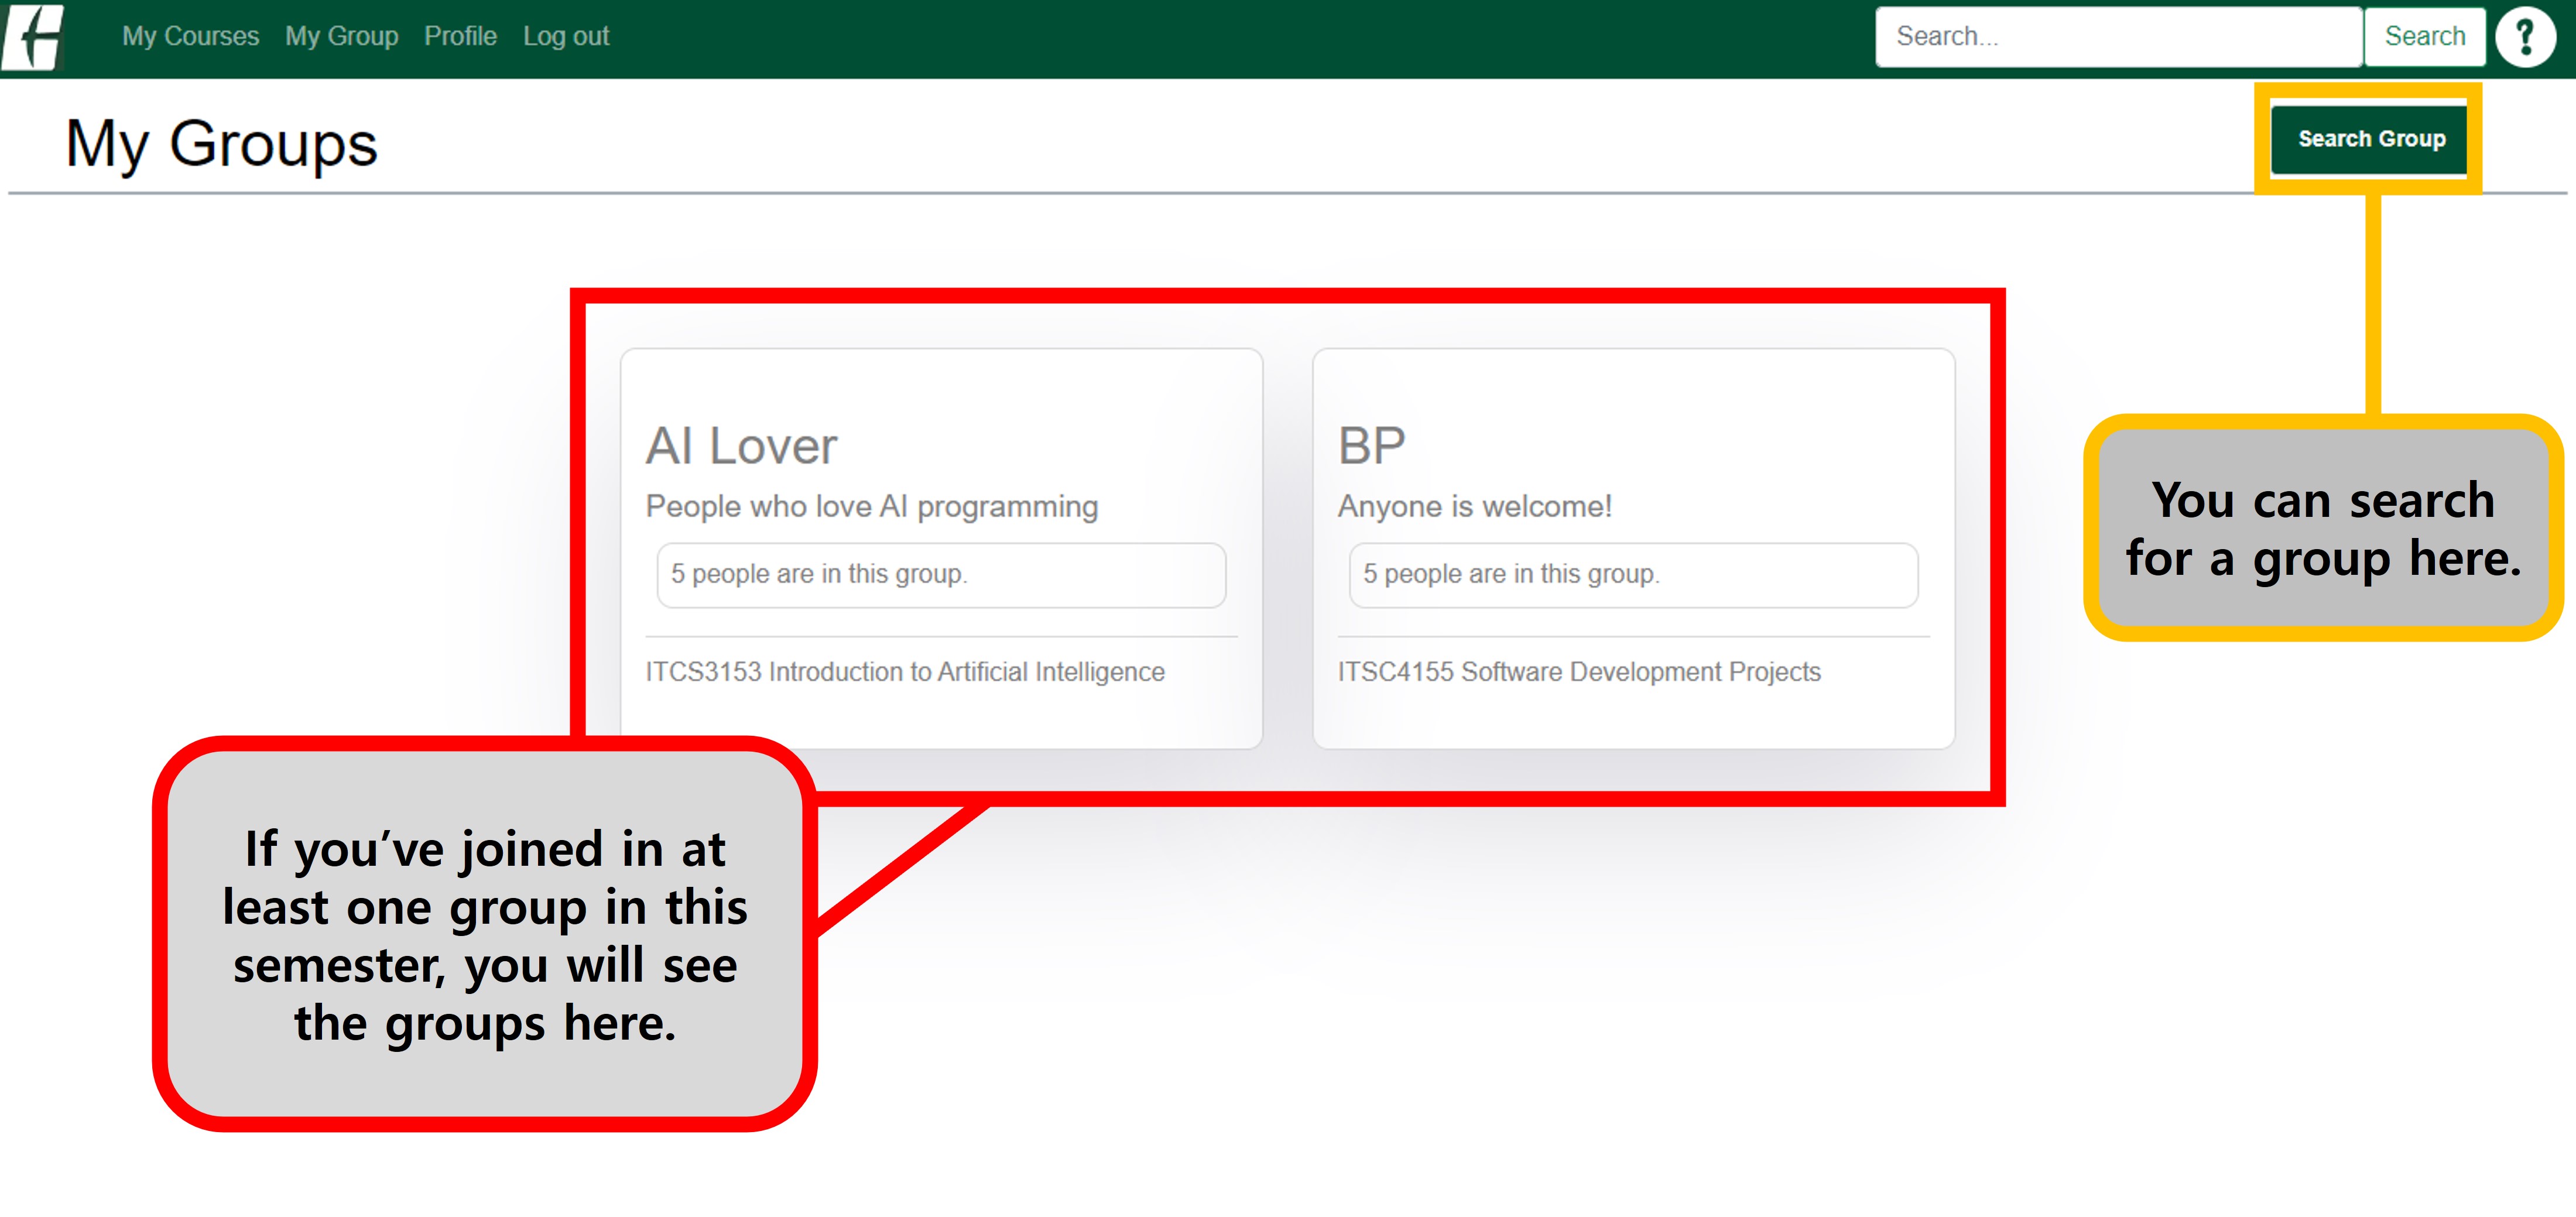 My Courses My Group Profile Log out
Search... Search ?
My Groups
Search Group
AI Lover
People who love AI programming
5 people are in this group.
ITCS3153 Introduction to Artificial Intelligence
BP
Anyone is welcome!
5 people are in this group.
ITSC4155 Software Development Projects
You can search
for a group here.
If you’ve joined in at
least one group in this
semester, you will see
the groups here.